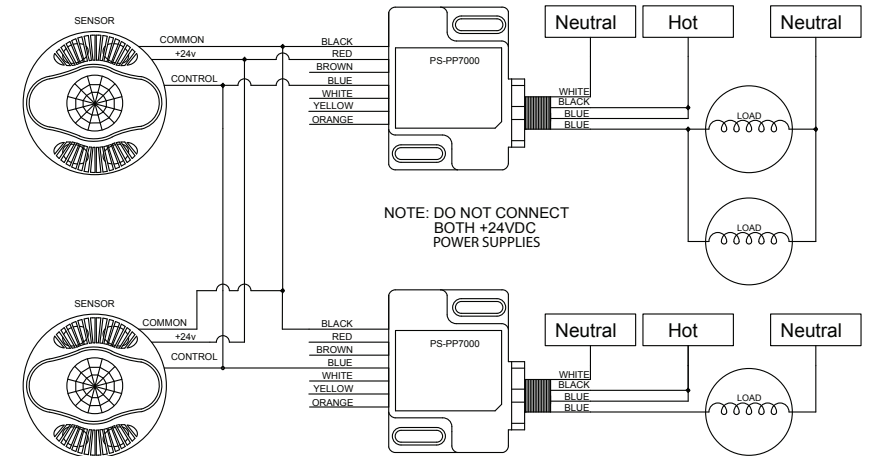 SENSOR
COMMON
+24v
CONTROL
BLACK
RED
BROWN
BLUE
WHITE
YELLOW
ORANGE
PS-PP7000
WHITE
BLACK
BLUE
BLUE
Neutral
Hot
Neutral
LOAD
LOAD
NOTE: DO NOT CONNECT
BOTH +24VDC
POWER SUPPLIES
SENSOR
COMMON
+24v
CONTROL
BLACK
RED
BROWN
BLUE
WHITE
YELLOW
ORANGE
PS-PP7000
WHITE
BLACK
BLUE
BLUE
Neutral
Hot
Neutral
LOAD